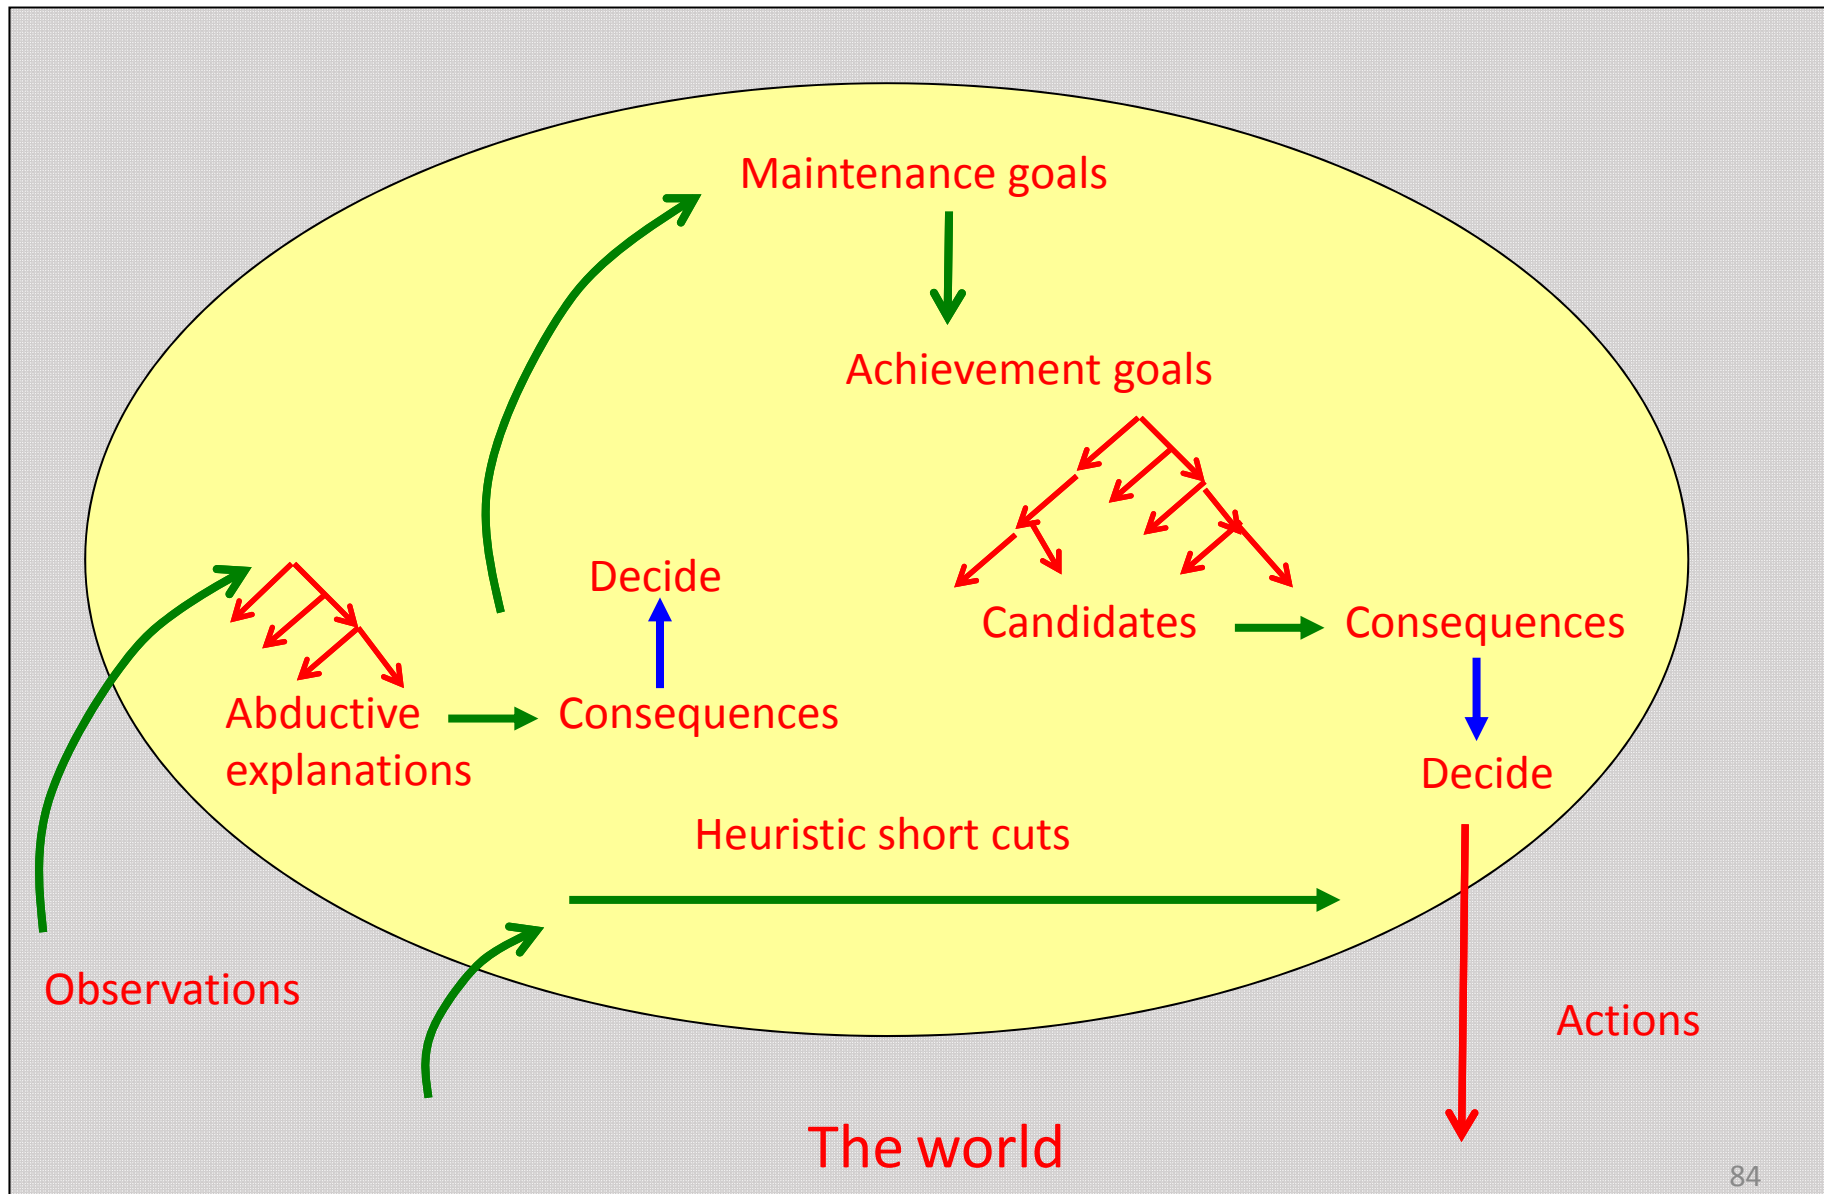 Maintenance goals
Achievement goals
Decide
Candidates
Consequences
Abductive
explanations
Consequences
Decide
Heuristic short cuts
Observations
Actions
The world
84